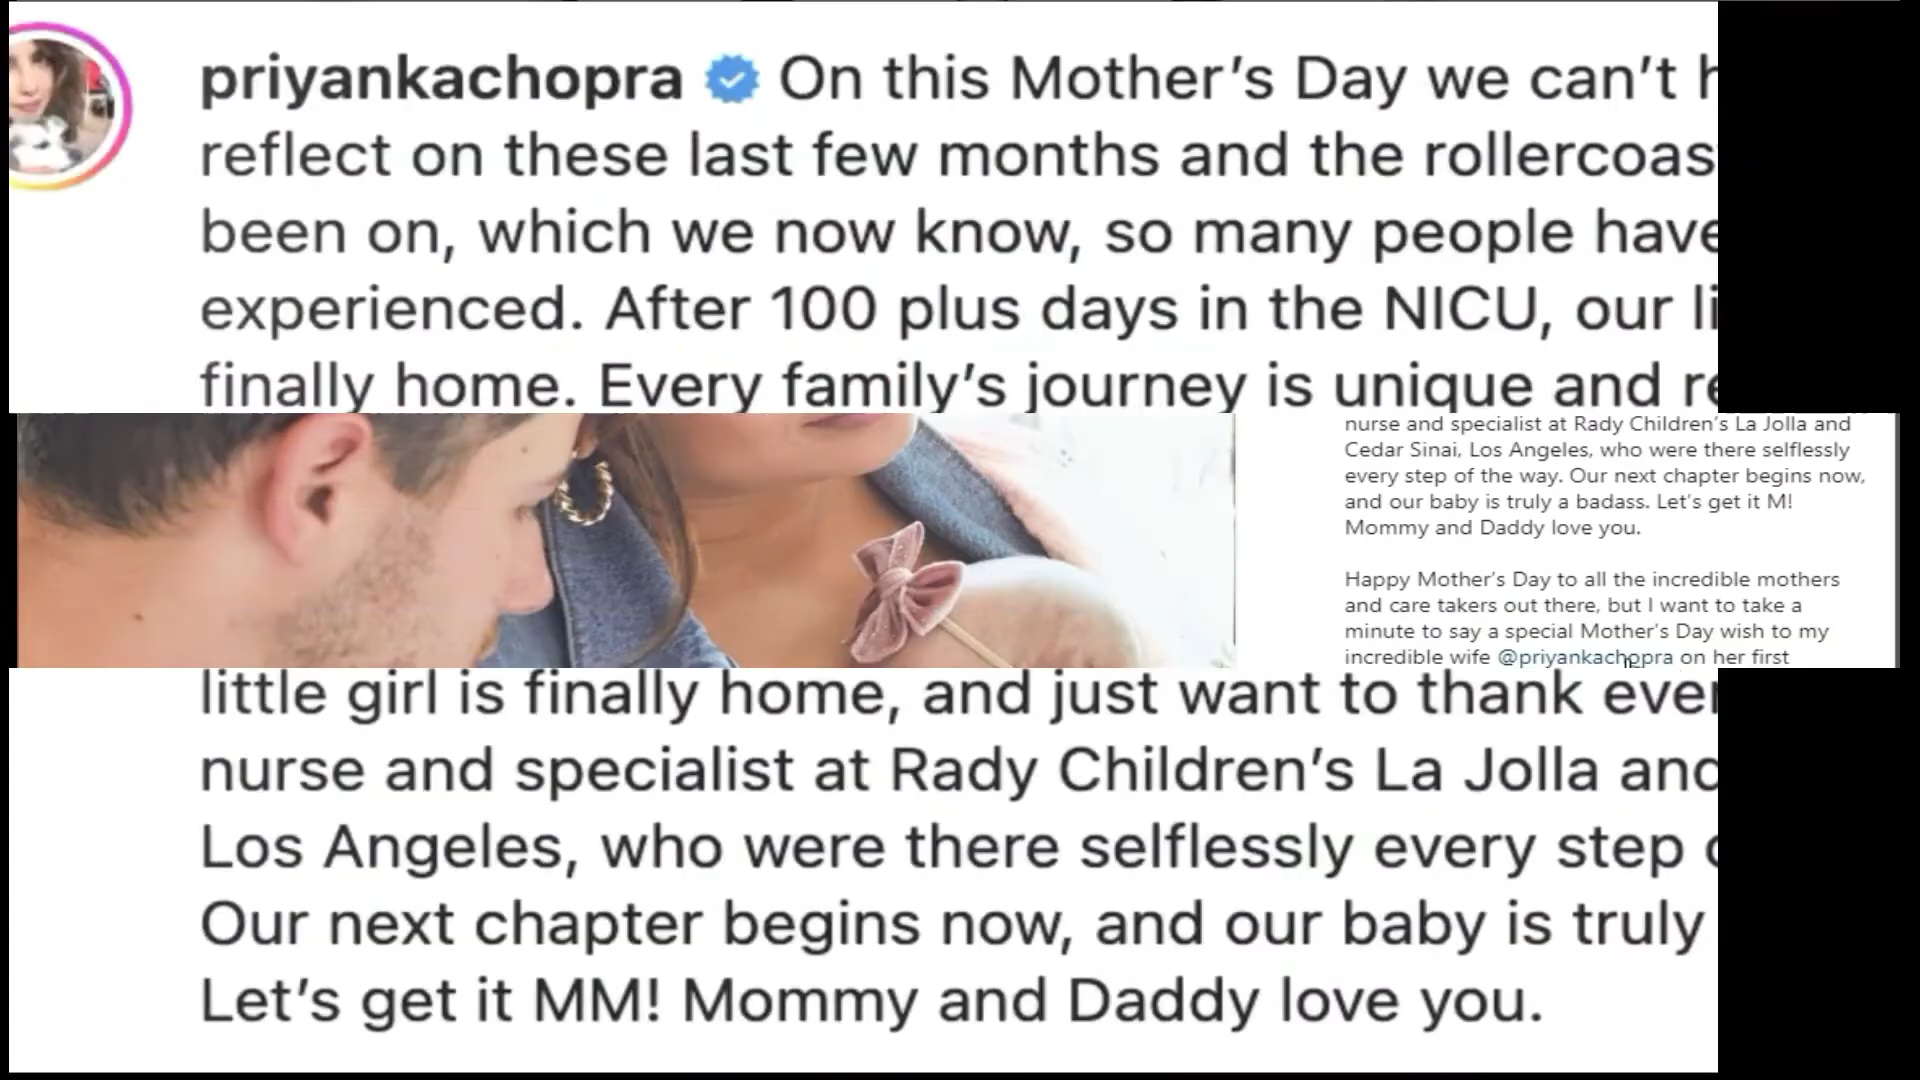 priyankachopra On this Mother's Day we can't
reflect on these last few months and the
been on, which we now know, so many people have
experienced. After 100 plus days in the NICU, our
finally home. Every family's journey is unique and
nurse and specialist at Rady Children's La Jolla and
Cedar Sinai, Los Angeles, who were there selflessly
every step of the way. Our next chapter begins now,
and our baby is truly a badass. Let's get it M!
Mommy and Daddy love you.
Happy Mother's Day to all the incredible mothers
and care takers out there, but I want to take a
minute to say a special Mother's Day wish to my
incredible wife @priyankachopra on her first
little girl is finally home, and just want to thank
nurse and specialist at Rady Children's La Jolla and
Los Angeles, who were there selflessly every step
Our next chapter begins now, and our baby is truly
Let's get it MM! Mommy and Daddy love you.